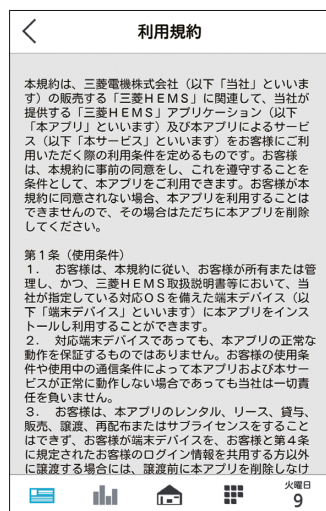 利用規約
本規約は、三菱電機株式会社（以下「当社」といいま
す）の販売する「三菱ＨＥＭＳ」に関連して、当社が
提供する「三菱ＨＥＭＳ」アプリケーション（以下
「本アプリ」といいます）及び本アプリによるサービ
ス（以下「本サービス」といいます）をお客様にご利
用いただく際の利用条件を定めるものです。お客様
は、本規約に事前の同意をし、これを遵守することを
条件として、本アプリをご利用できます。お客様が本
規約に同意されない場合、本アプリを利用することは
できませんので、その場合はただちに本アプリを削除
してください。
第１条（使用条件）
１．　お客様は、本規約に従い、お客様が所有または管
理し、かつ、三菱ＨＥＭＳ取扱説明書等において、当
社が指定している対応ＯＳを備えた端末デバイス（以
下「端末デバイス」といいます）に本アプリをインス
トールし利用することができます。
２．　対応端末デバイスであっても、本アプリの正常な
動作を保証するものではありません。お客様の使用条
件や使用中の通信条件によって本アプリおよび本サー
ビスが正常に動作しない場合であっても当社は一切責
任を負いません。
３．　お客様は、本アプリのレンタル、リース、貸与、
販売、譲渡、再配布またはサブライセンスをすること
はできず、お客様が端末デバイスを、お客様と第４条
に規定されたお客様のログイン情報を共用する方以外
に譲渡する場合には、譲渡前に本アプリを削除しなけ
火曜日
9